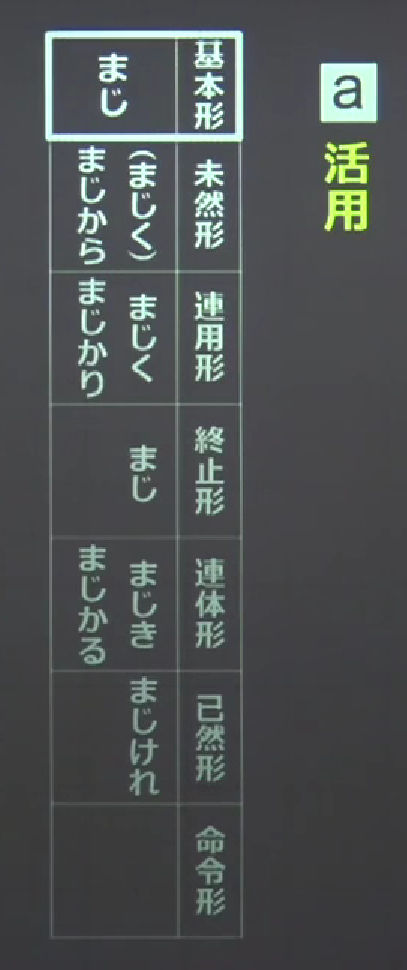 a 活用
基本形 まじ
未然形 (まじく) まじから
連用形 まじく まじかり
終止形 まじ
連体形 まじき まじかる
已然形 まじけれ
命令形